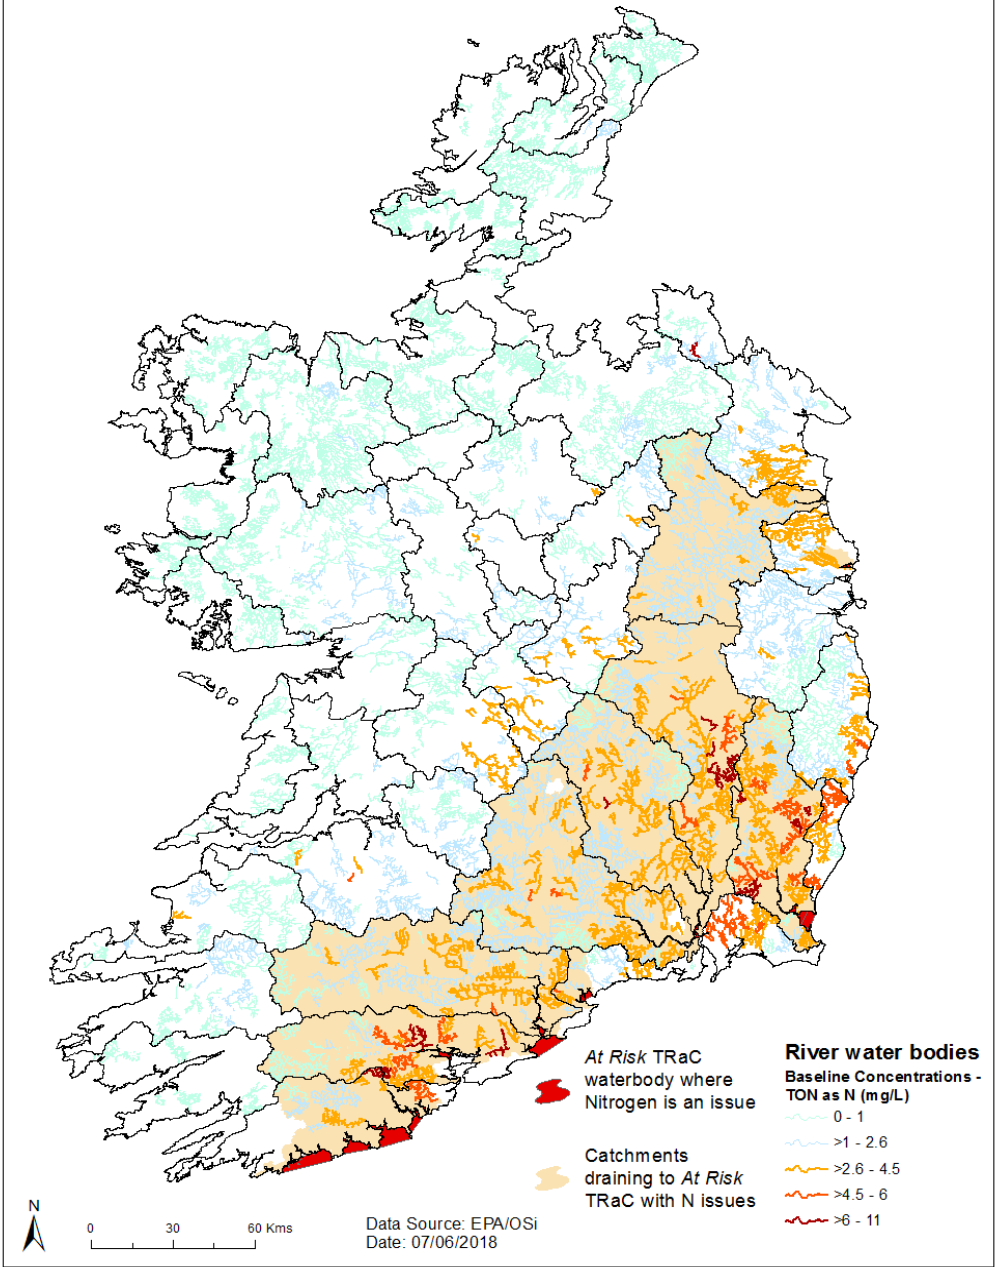 At Risk TRaC
waterbody where
Nitrogen is an issue
Catchments
draining to At Risk
TRaC with N issues
River water bodies
Baseline Concentrations -
TON as N (mg/L)
0 - 1
>1 - 2.6
>2.6 - 4.5
>4.5 - 6
>6 - 11
N
0 30 60 Kms
Data Source: EPA/OSi
Date: 07/06/2018